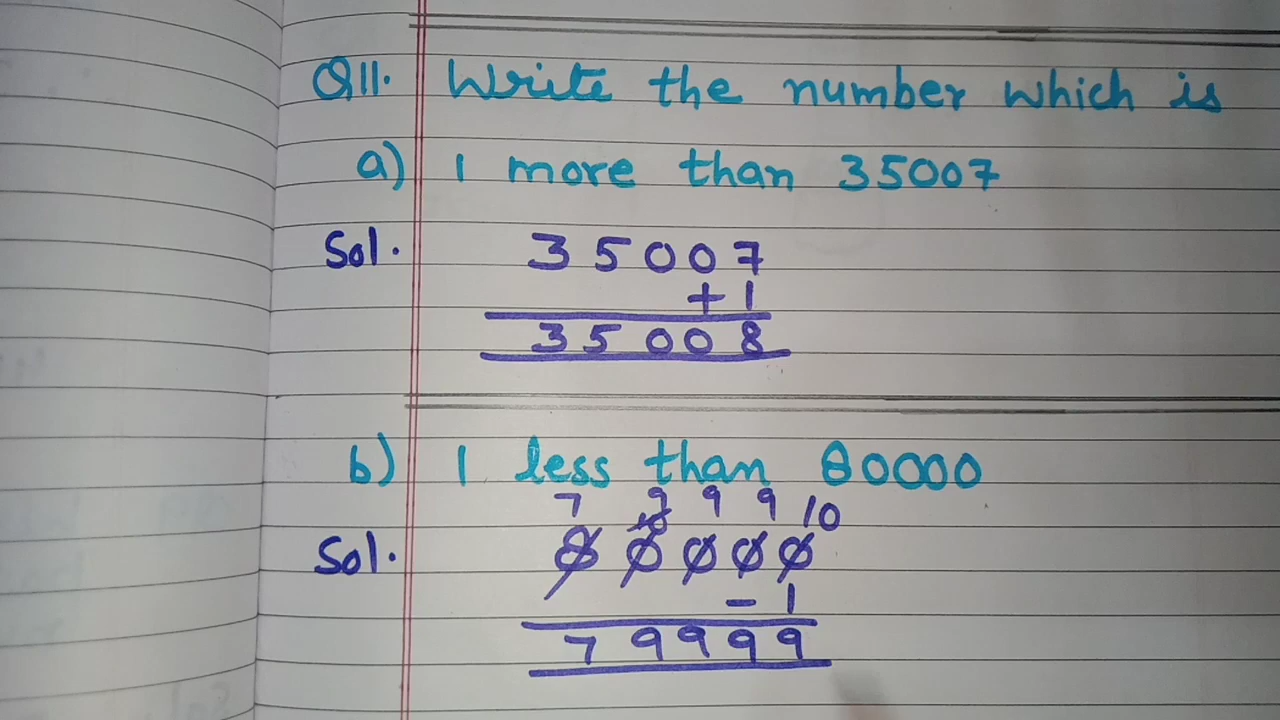 Q11. Write the number which is
a) 1 more than 35007
Sol. 35007
+1
35008
b) 1 less than 80000
7 9 9 9 10
10
Sol. 80000
- 1
79999